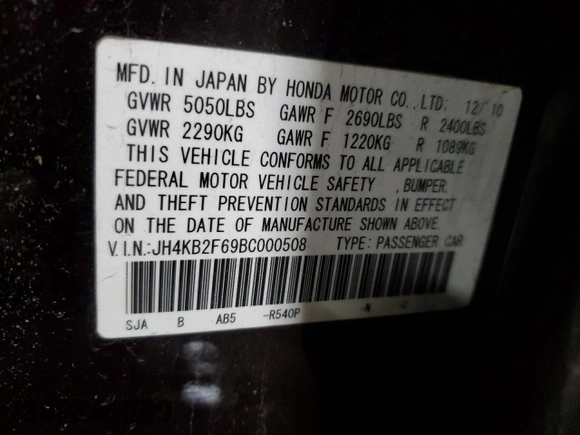 MFD. IN JAPAN BY HONDA MOTOR CO., LTD. 12/'10
GVWR 5050LBS GAWR F 2690LBS R 2400LBS
GVWR 2290KG GAWR F 1220KG R 1089KG
THIS VEHICLE CONFORMS TO ALL APPLICABLE
FEDERAL MOTOR VEHICLE SAFETY ,BUMPER,
AND THEFT PREVENTION STANDARDS IN EFFECT
ON THE DATE OF MANUFACTURE SHOWN ABOVE.
V.I.N.:JH4KB2F69BC000508 TYPE: PASSENGER CAR
SJA B AB5 -R540P -N